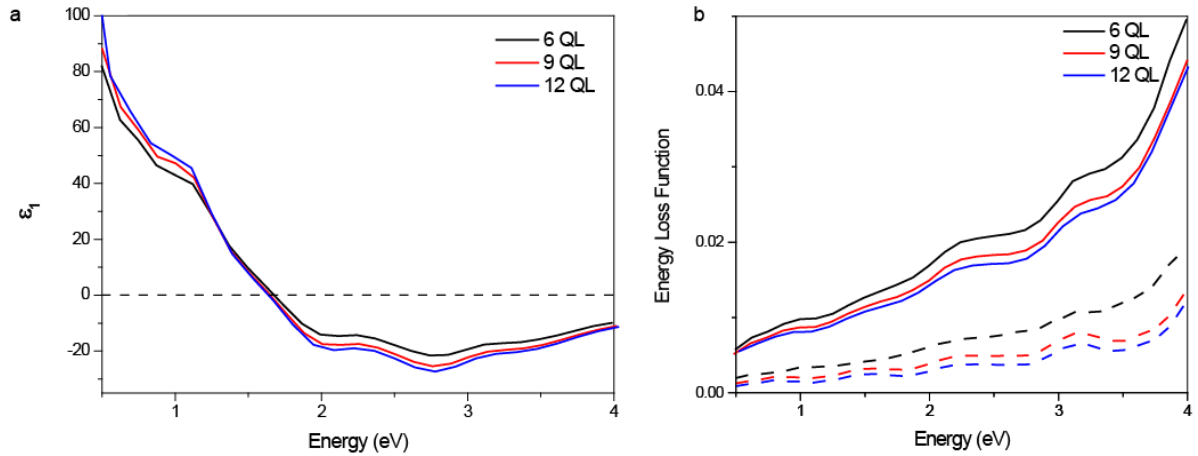 a
100
80
60
40
20
0
-20
ε1
6 QL
9 QL
12 QL
1
2
3
4
Energy (eV)
b
0.04
0.02
0.00
Energy Loss Function
6 QL
9 QL
12 QL
1
2
3
4
Energy (eV)